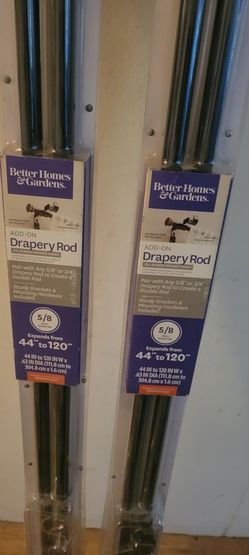 Better Homes
& Gardens®
ADD-ON
Drapery Rod
Pair with Any 5/8" or 3/4"
Drapery Rod to Create a
Double Rod
Sturdy Brackets &
Mounting Hardware
Included
5/8
Expands from
44" to 120"
44 IN to 120 IN W x
.63 IN DIA (111.8 cm to
304.8 cm x 1.6 cm)
Better Homes
& Gardens®
ADD-ON
Drapery Rod
Pair with Any 5/8" or 3/4"
Drapery Rod to Create a
Double Rod
Sturdy Brackets &
Mounting Hardware
Included
5/8
Expands from
44" to 120"
44 IN to 120 IN W x
.63 IN DIA (111.8 cm to
304.8 cm x 1.6 cm)